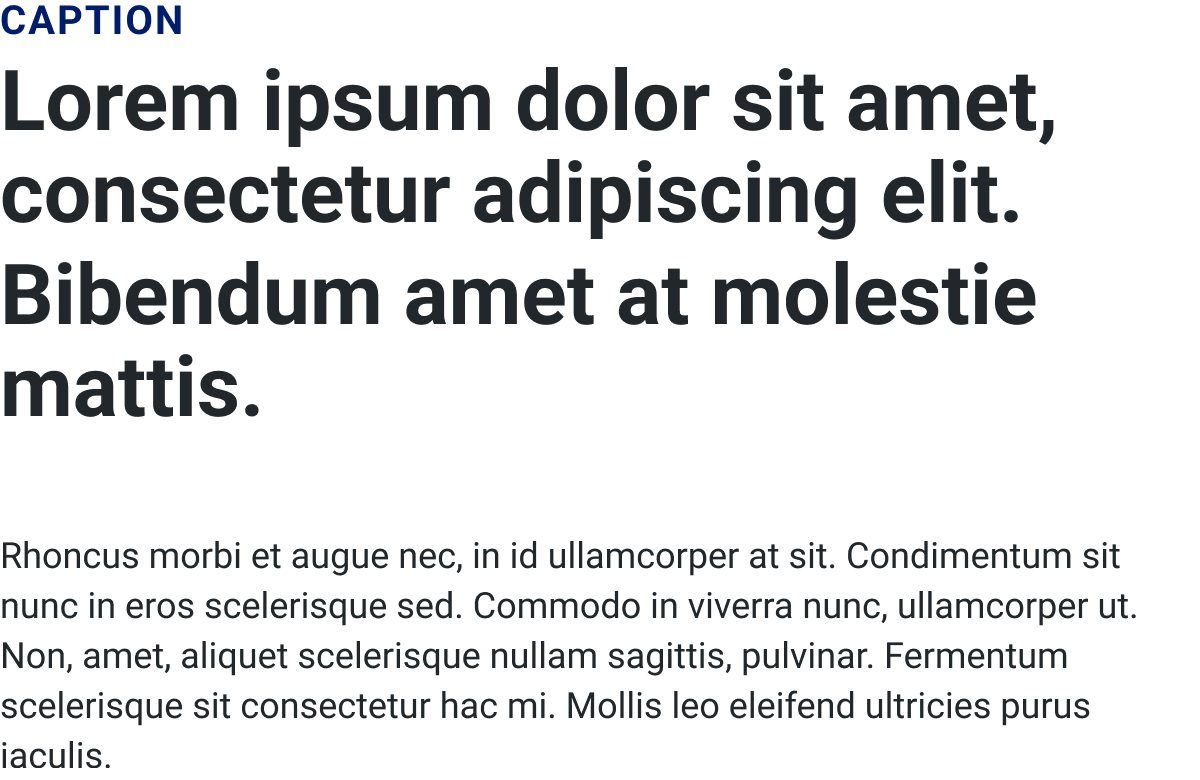 CAPTION
Lorem ipsum dolor sit amet,
consectetur adipiscing elit.
Bibendum amet at molestie
mattis.
Rhoncus morbi et augue nec, in id ullamcorper at sit. Condimentum sit
nunc in eros scelerisque sed. Commodo in viverra nunc, ullamcorper ut.
Non, amet, aliquet scelerisque nullam sagittis, pulvinar. Fermentum
scelerisque sit consectetur hac mi. Mollis leo eleifend ultricies purus
iaculis.